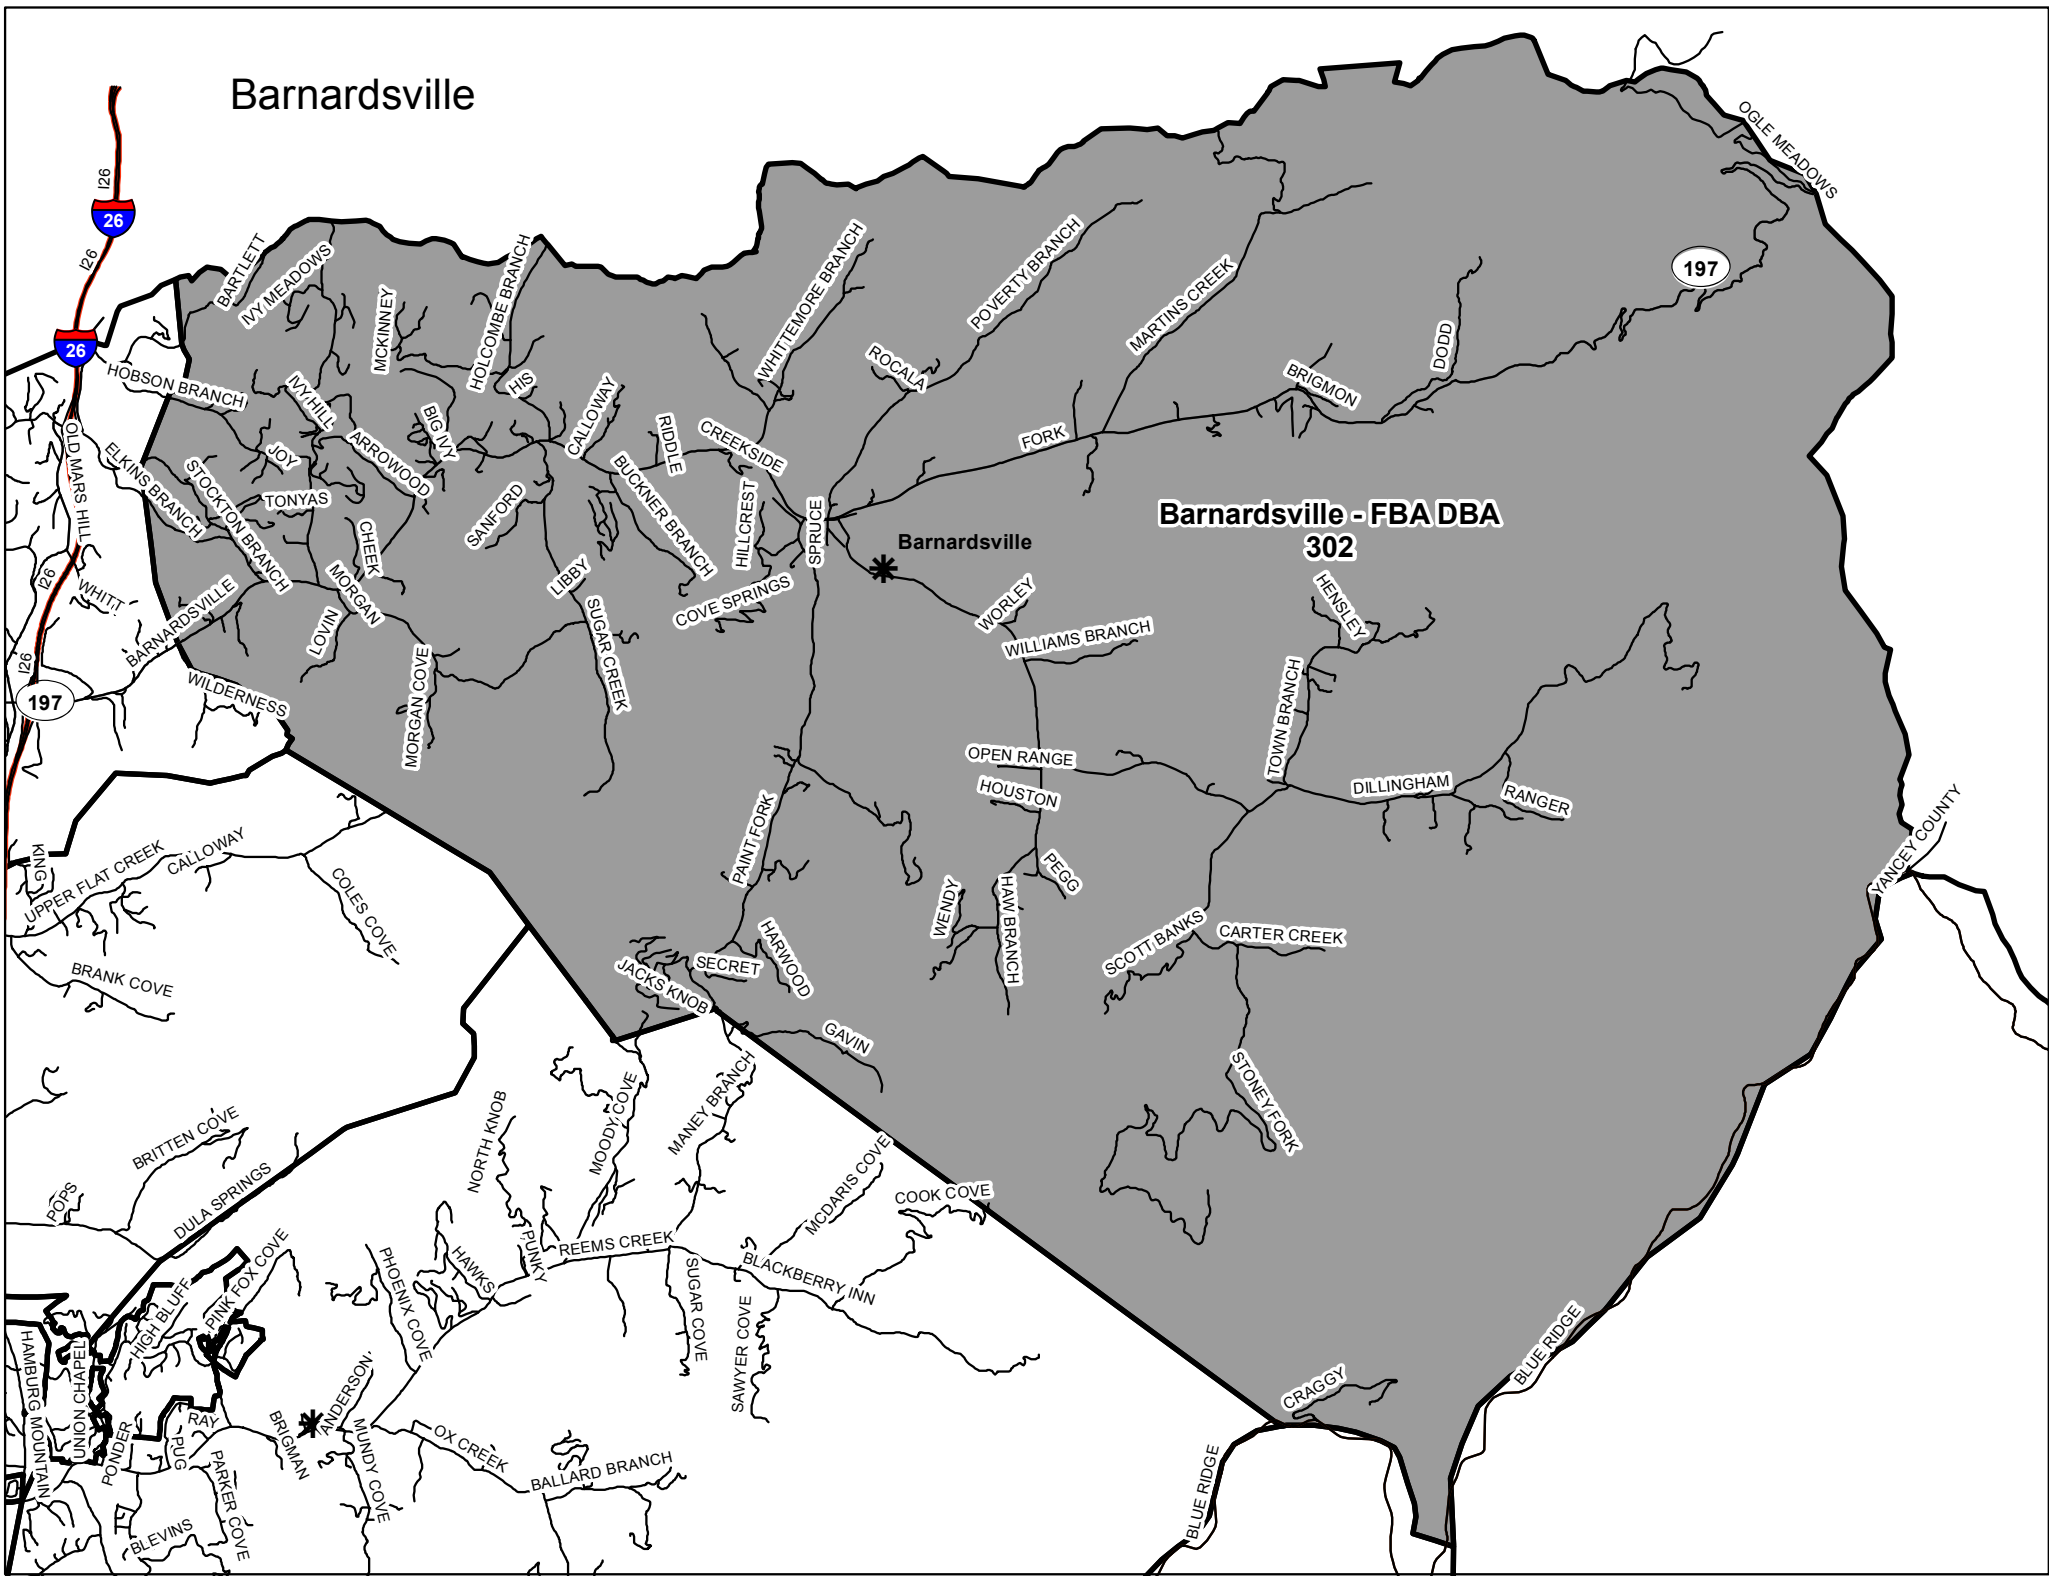 Barnardsville
OGLE MEADOWS
I26
26
I26
197
BARTLETT
IVY MEADOWS
MCKINNEY
HOLCOMBE BRANCH
WHITTEMORE BRANCH
POVERTY BRANCH
MARTINS CREEK
DODD
26
HOBSON BRANCH
IVY HILL
HIS
ROCALA
BRIGMON
CALLOWAY
BIG IVY
RIDDLE
CREEKSIDE
FORK
OLD MARS HILL
ELKINS BRANCH
STOCKTON BRANCH
JOY
ARROWOOD
TONYAS
SANFORD
BUCKNER BRANCH
HILLCREST
SPRUCE
Barnardsville - FBA DBA
302
Barnardsville
CHEEK
I26
WHITT
MORGAN
LIBBY
COVE SPRINGS
WORLEY
HENSLEY
BARNARDSVILLE
LOVIN
SUGAR CREEK
WILLIAMS BRANCH
I26
197
WILDERNESS
MORGAN COVE
TOWN BRANCH
OPEN RANGE
HOUSTON
DILLINGHAM
RANGER
PAINT FORK
YANCEY COUNTY
KING
UPPER FLAT CREEK
CALLOWAY
COLES COVE
PEGG
WENDY
HAW BRANCH
SCOTT BANKS
CARTER CREEK
HARWOOD
SECRET
JACKS KNOB
BRANK COVE
GAVIN
STONEY FORK
BRITTEN COVE
NORTH KNOB
MOODY COVE
MANEY BRANCH
POPS
DULA SPRINGS
MCDARIS COVE
COOK COVE
PUNKY
REEMS CREEK
HAWKS
PHOENIX COVE
PINK FOX COVE
HIGH BLUFF
BLACKBERRY INN
SUGAR COVE
SAWYER COVE
HAMBURG MOUNTAIN
UNION CHAPEL
ANDERSON
BLUE RIDGE
CRAGGY
PONDER
RAY
PUG
BRIGMAN
MUNDY COVE
OX CREEK
BALLARD BRANCH
PARKER COVE
BLEVINS
BLUE RIDGE